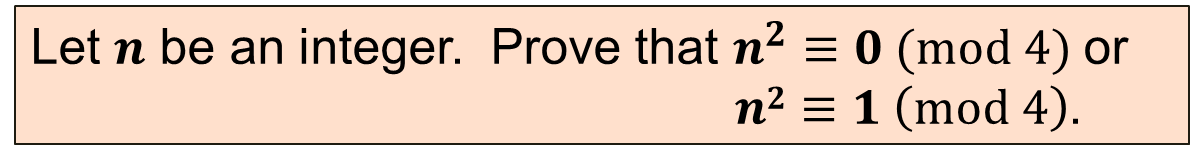 Let n be an integer. Prove that n² ≡ 0 (mod 4) or
n² ≡ 1 (mod 4).